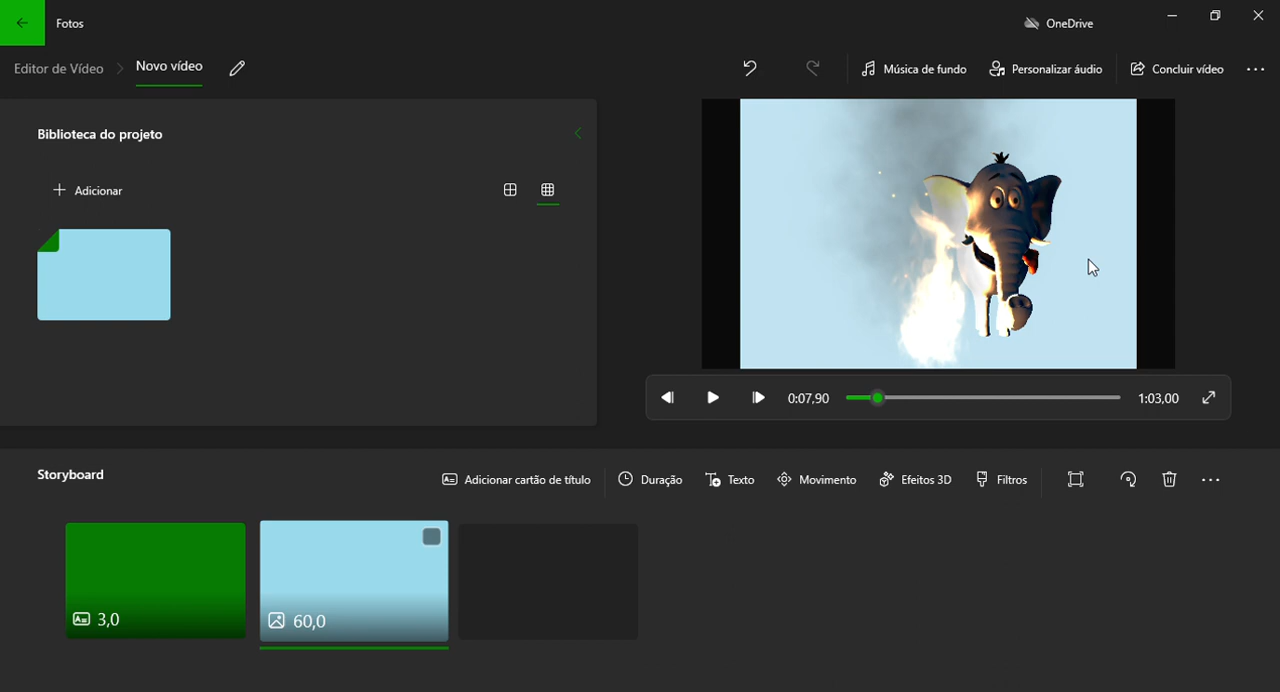 Fotos
OneDrive
Editor de Vídeo
Novo vídeo
Música de fundo
Personalizar áudio
Concluir vídeo
Biblioteca do projeto
Adicionar
0:07,90
1:03,00
Storyboard
Adicionar cartão de título
Duração
Texto
Movimento
Efeitos 3D
Filtros
3,0
60,0